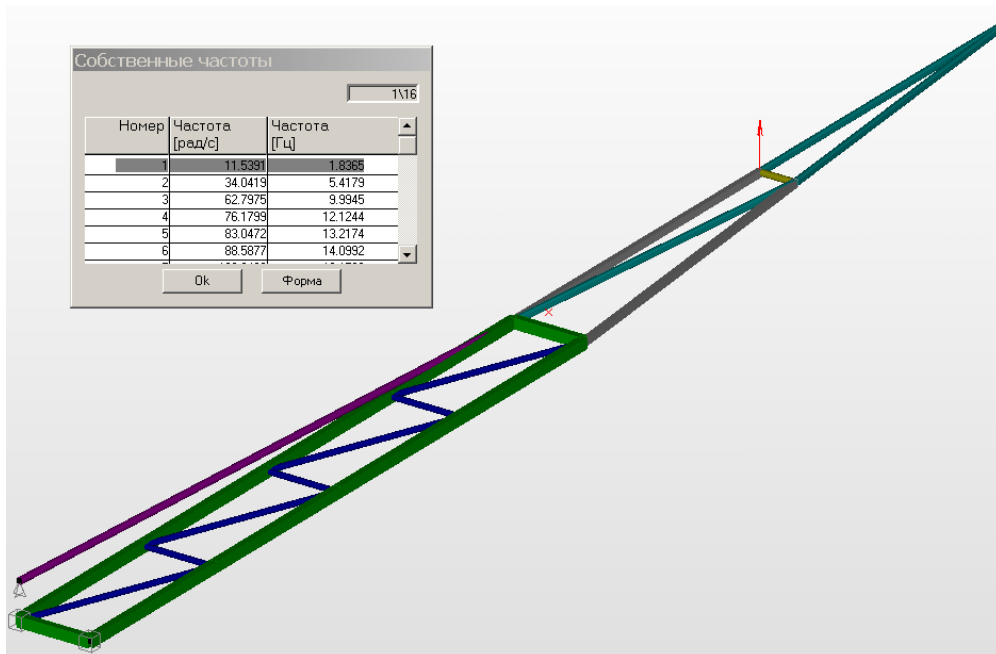 Собственные частоты
1\16
Номер Частота [рад/с] Частота [Гц]
1 11.5391 1.8365
2 34.0419 5.4179
3 62.7975 9.9945
4 76.1799 12.1244
5 83.0472 13.2174
6 88.5877 14.0992
Ok Форма